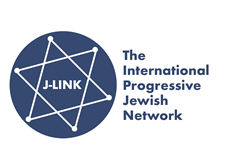 J-LINK
The
International
Progressive
Jewish
Network